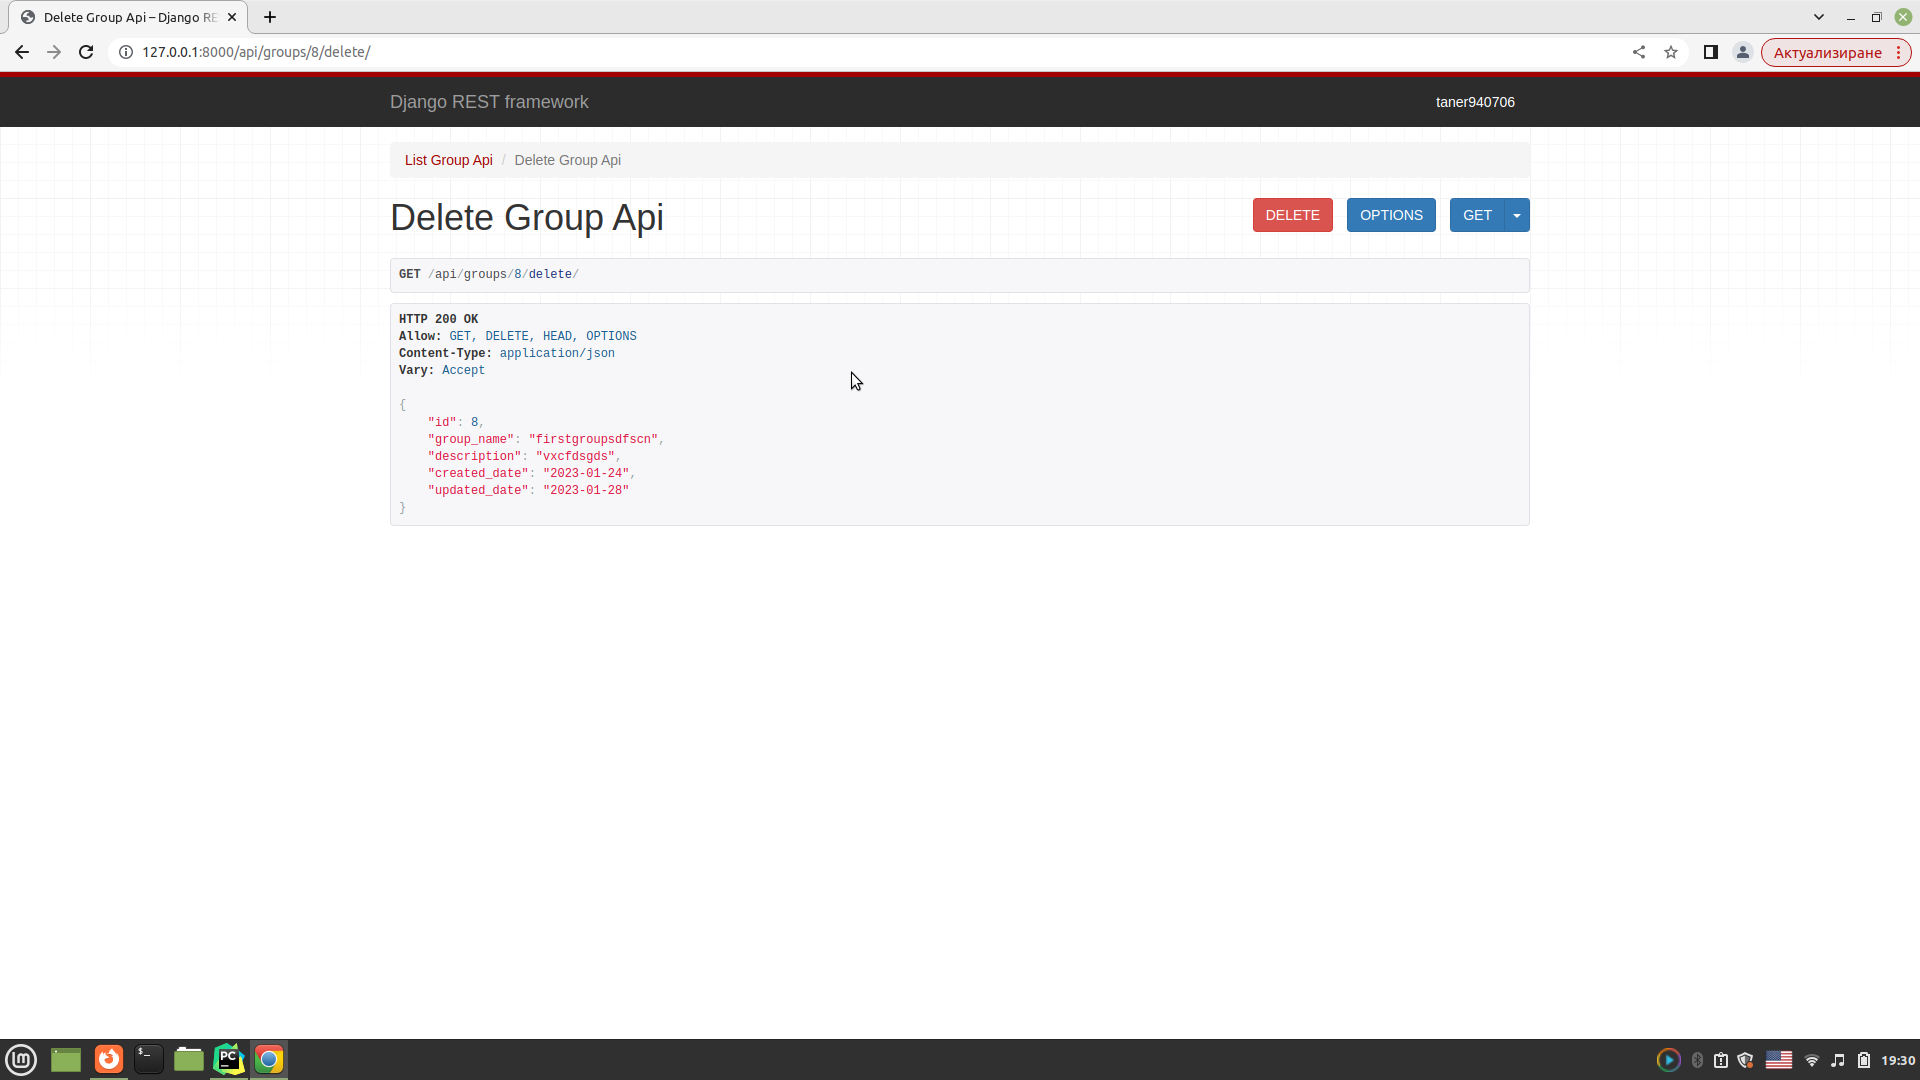 Delete Group Api – Django RE
127.0.0.1:8000/api/groups/8/delete/
Актуализиране
Django REST framework
taner940706
List Group Api / Delete Group Api
Delete Group Api
DELETE
OPTIONS
GET
GET /api/groups/8/delete/
HTTP 200 OK
Allow: GET, DELETE, HEAD, OPTIONS
Content-Type: application/json
Vary: Accept
{
    "id": 8,
    "group_name": "firstgroupsdfscn",
    "description": "vxcfdsgds",
    "created_date": "2023-01-24",
    "updated_date": "2023-01-28"
}
PC
19:30